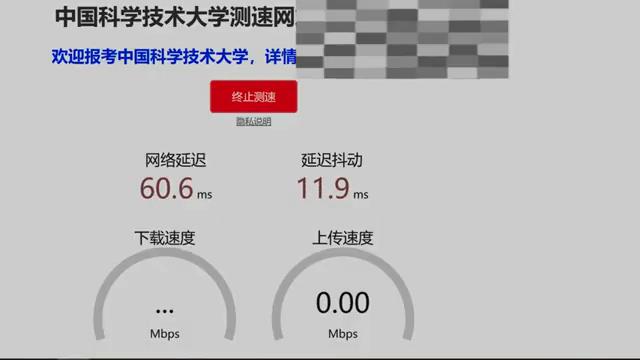 中国科学技术大学测速网
欢迎报考中国科学技术大学，详情
终止测速
隐私说明
网络延迟 延迟抖动
60.6 ms 11.9 ms
下载速度 上传速度
... 0.00
Mbps Mbps